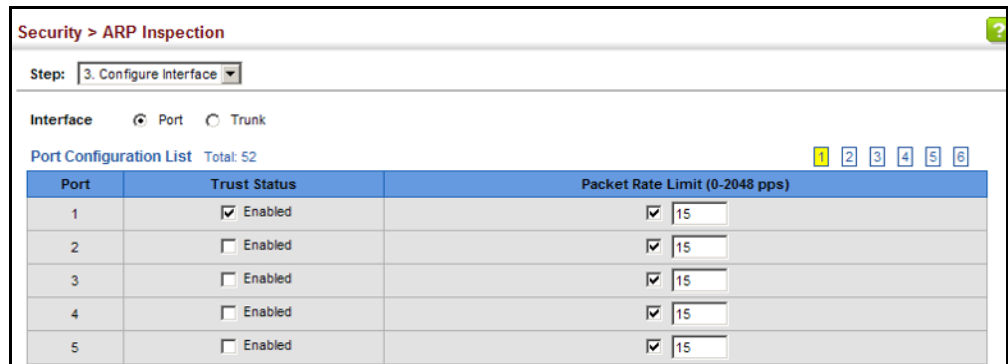 Security > ARP Inspection
?
Step: 3. Configure Interface
Interface Port Trunk
Port Configuration List Total: 52 1 2 3 4 5 6
Port Trust Status Packet Rate Limit (0-2048 pps)
1 Enabled 15
2 Enabled 15
3 Enabled 15
4 Enabled 15
5 Enabled 15